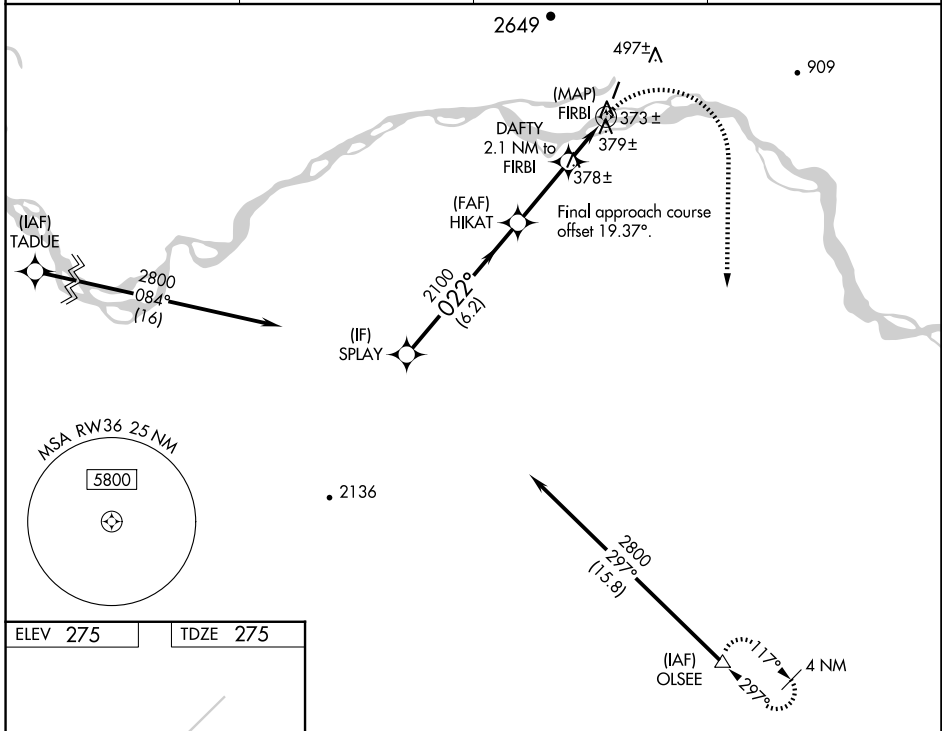 2649
497±
909
(MAP)
FIRBI
373±
DAFTY
2.1 NM to
FIRBI
379±
378±
(FAF)
HIKAT
Final approach course
offset 19.37°.
(IAF)
TADUE
2800
084°
(16)
2100
022°
(6.2)
(IF)
SPLAY
MSA RW36 25 NM
5800
2136
2800
297°
(15.8)
(IAF)
OLSEE
117°
4 NM
297°
ELEV 275
TDZE 275